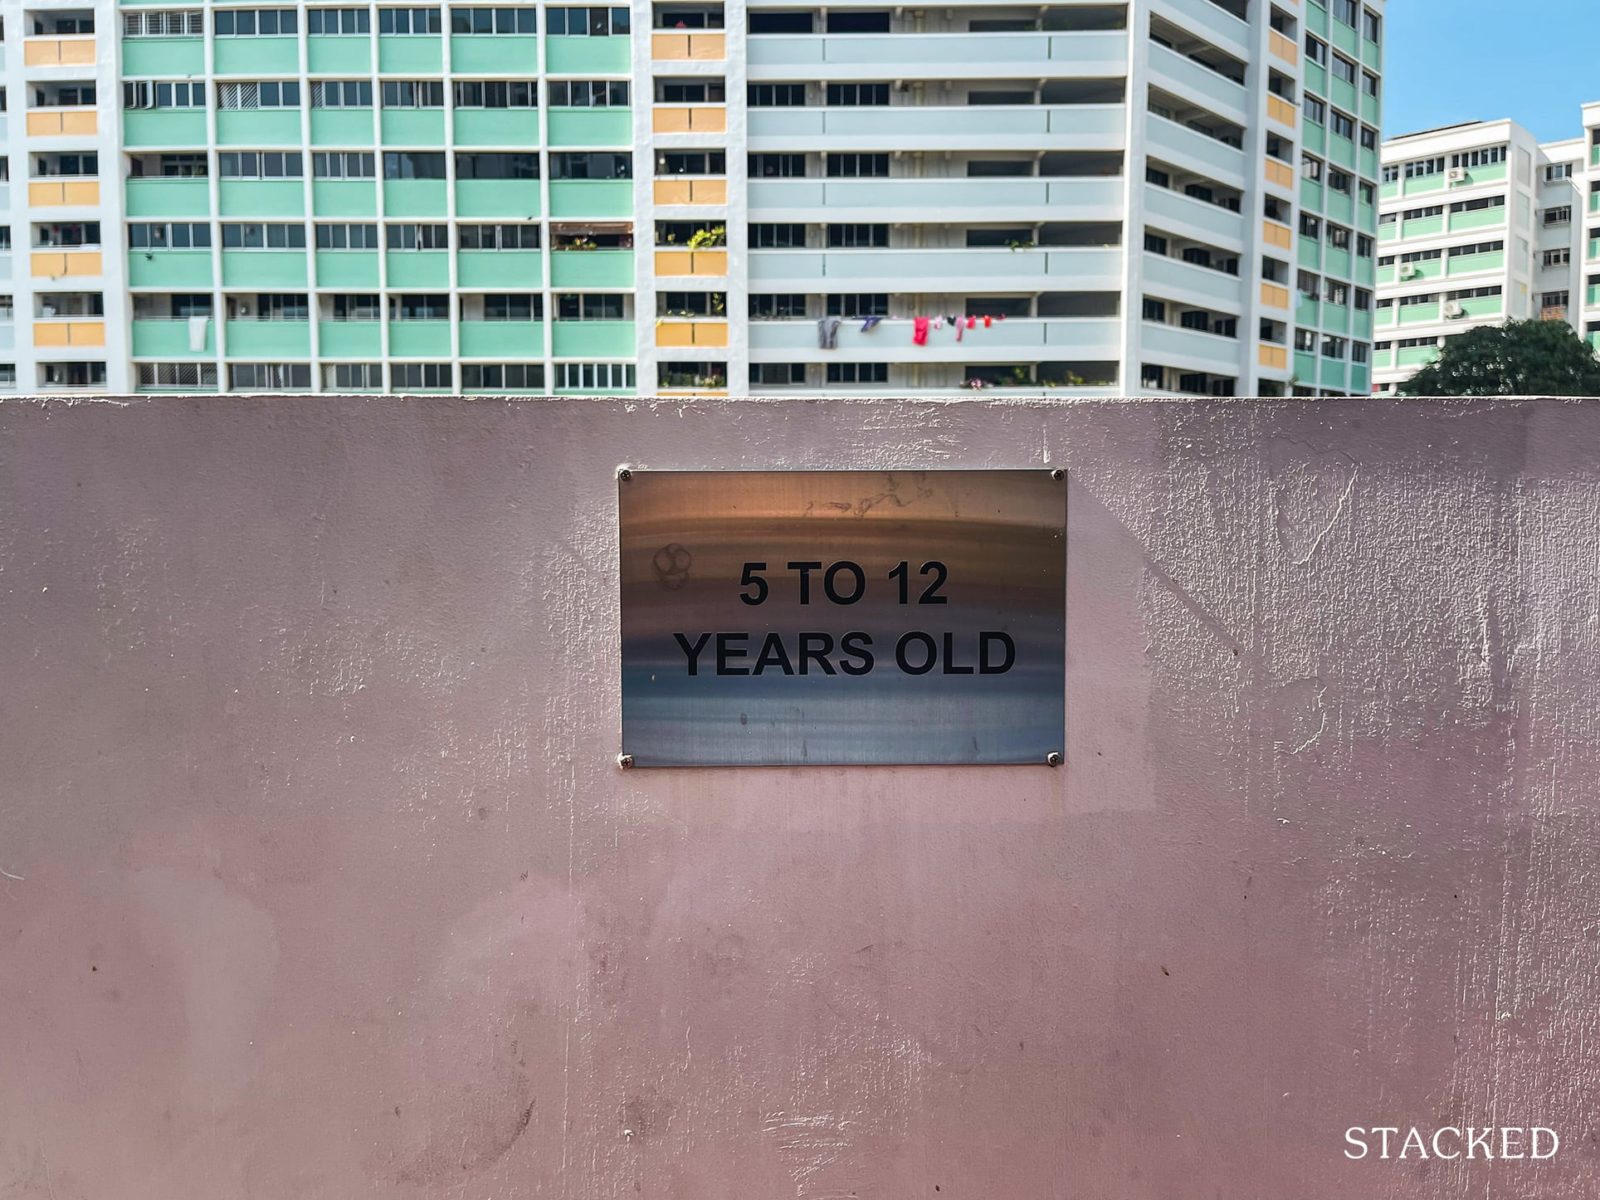 5 TO 12
YEARS OLD
STACKED